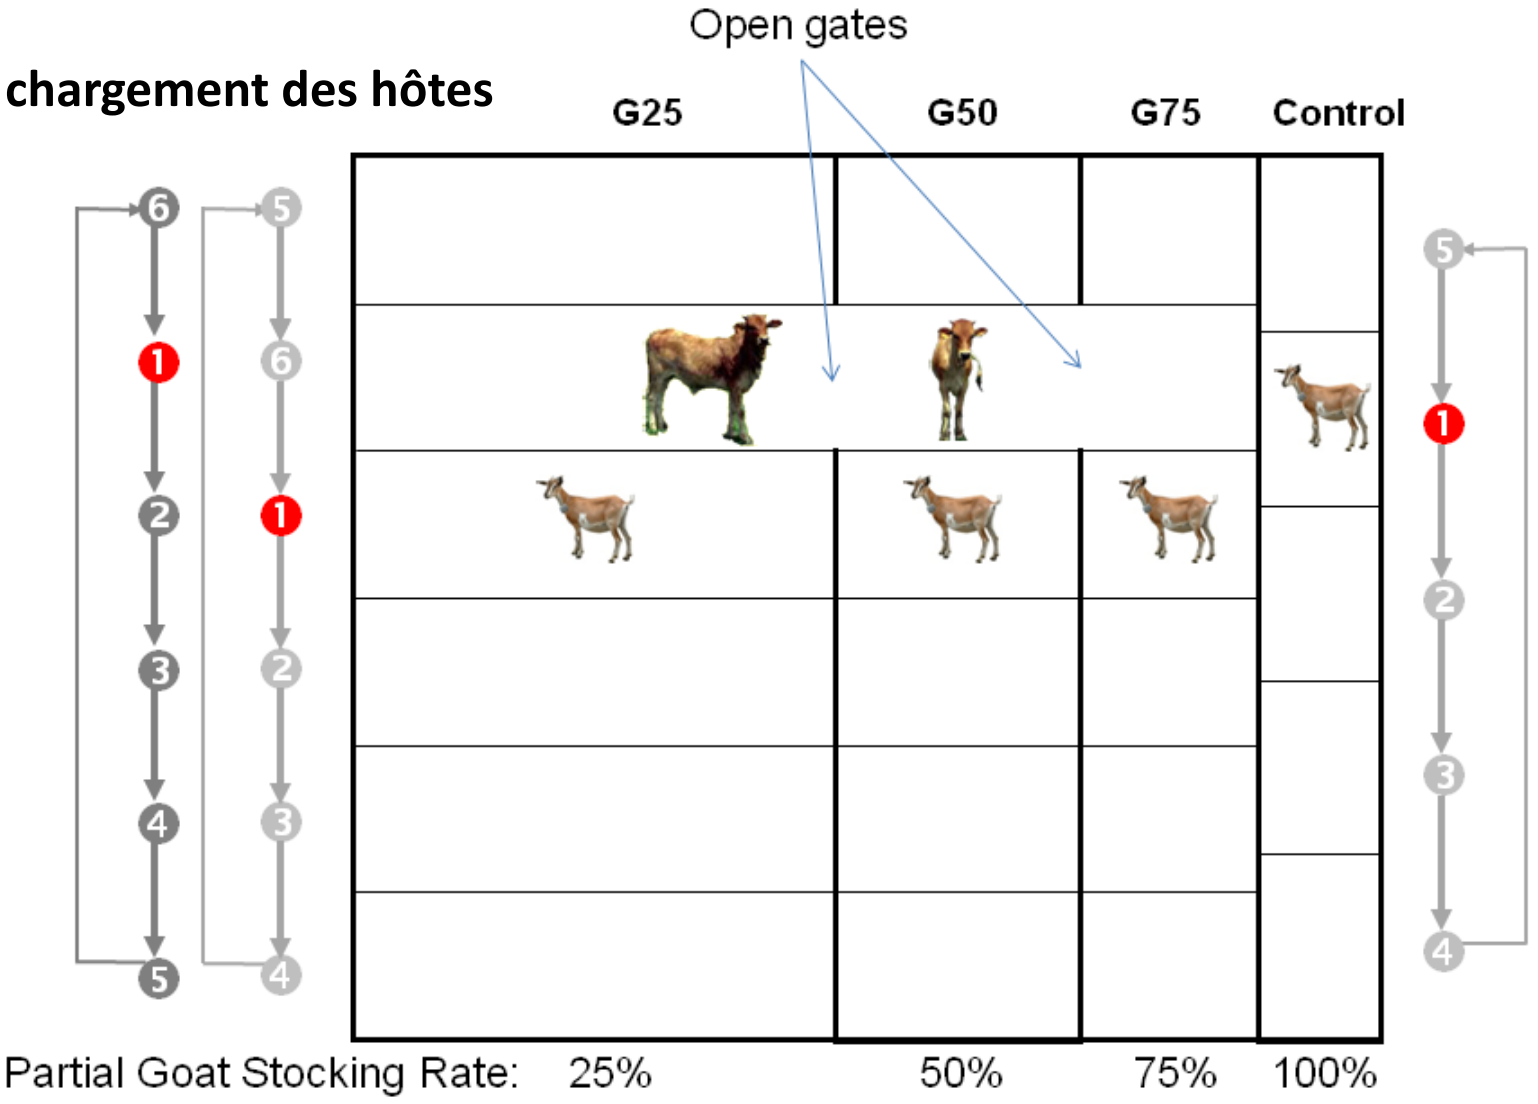 Open gates
chargement des hôtes
G25 G50 G75 Control
6 5
5
1 6
1
2 1
2
3 2
3
4 3
4
5 4
Partial Goat Stocking Rate: 25% 50% 75% 100%